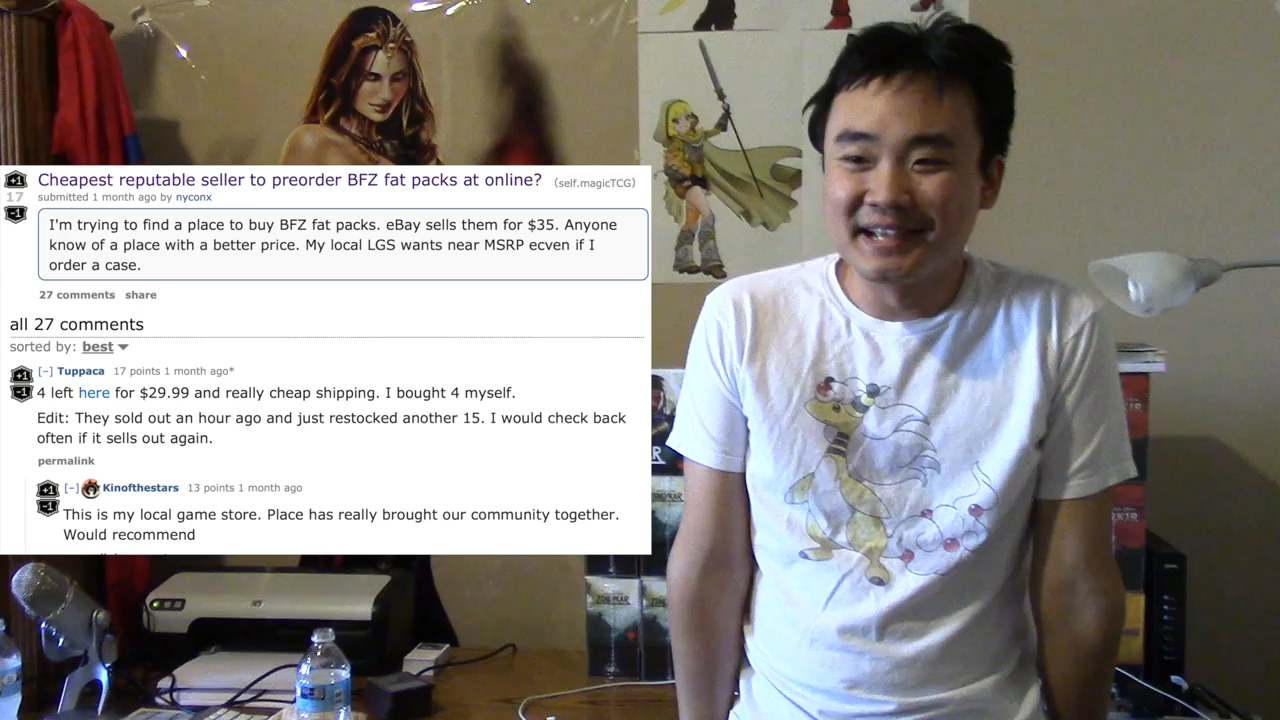 Cheapest reputable seller to preorder BFZ fat packs at online? (self.magicTCG)
+1
17
-1
submitted 1 month ago by nyconx
I'm trying to find a place to buy BFZ fat packs. eBay sells them for $35. Anyone
know of a place with a better price. My local LGS wants near MSRP ecven if I
order a case.
27 comments share
all 27 comments
sorted by: best
+1
-1
[–] Tuppaca 17 points 1 month ago*
4 left here for $29.99 and really cheap shipping. I bought 4 myself.
Edit: They sold out an hour ago and just restocked another 15. I would check back
often if it sells out again.
permalink
+1
-1
[–] Kinofthestars 13 points 1 month ago
This is my local game store. Place has really brought our community together.
Would recommend
hp